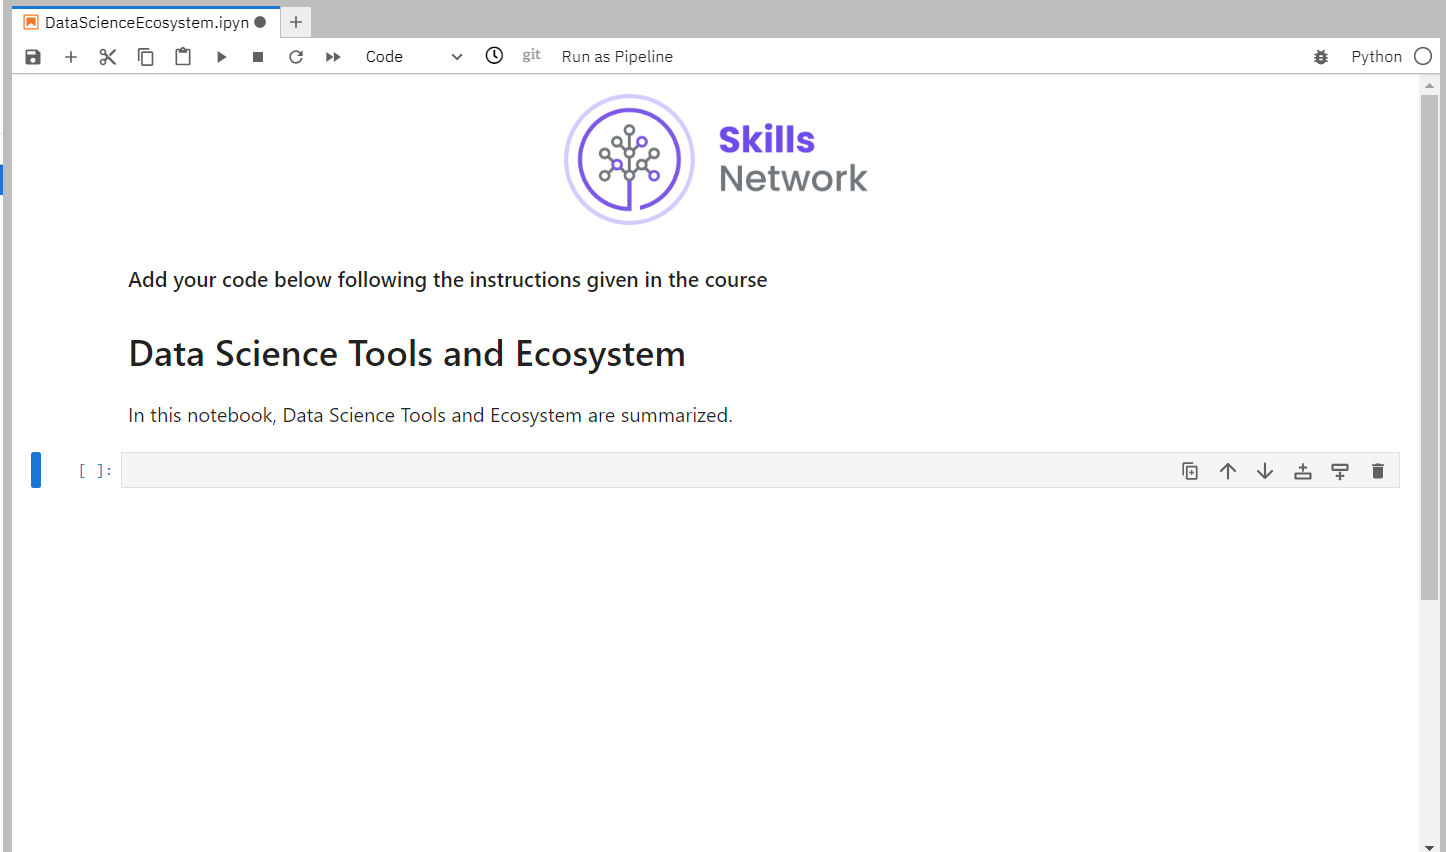 DataScienceEcosystem.ipyn
Code git Run as Pipeline Python
Skills
Network
Add your code below following the instructions given in the course
Data Science Tools and Ecosystem
In this notebook, Data Science Tools and Ecosystem are summarized.
[ ]: